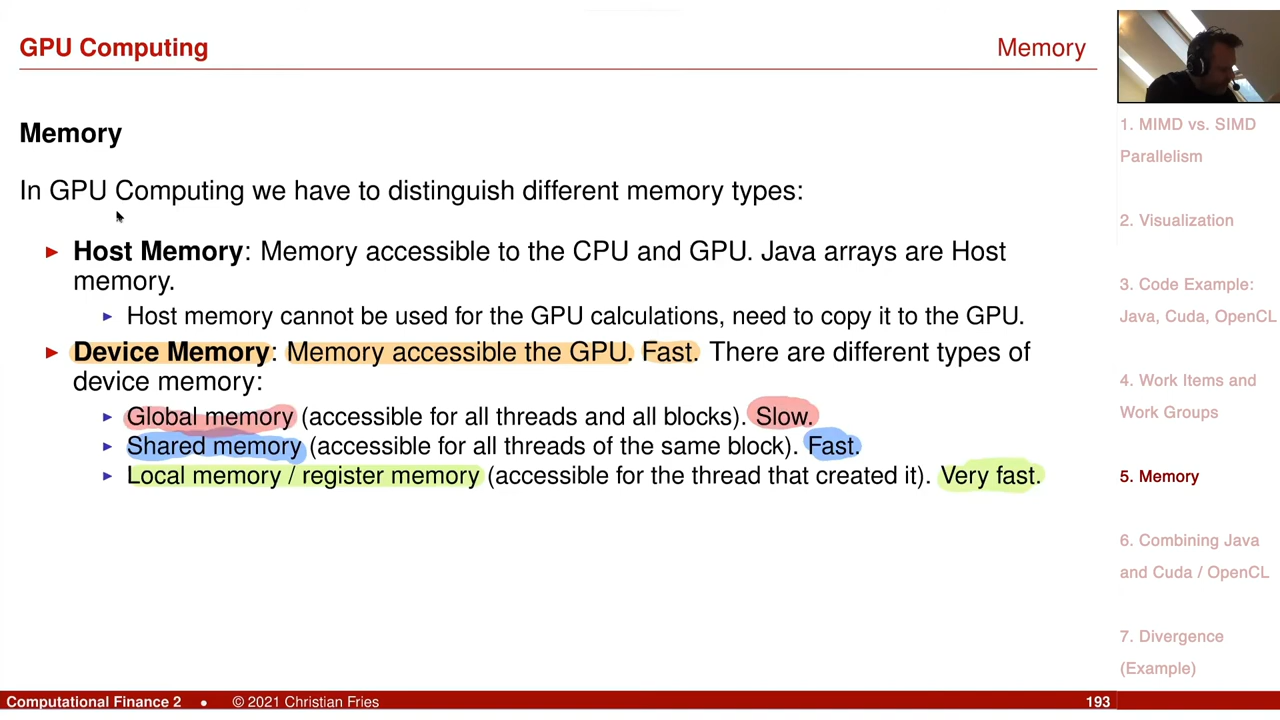 GPU Computing
Memory
Memory
In GPU Computing we have to distinguish different memory types:
► Host Memory: Memory accessible to the CPU and GPU. Java arrays are Host
memory.
► Host memory cannot be used for the GPU calculations, need to copy it to the GPU.
► Device Memory: Memory accessible the GPU. Fast. There are different types of
device memory:
► Global memory (accessible for all threads and all blocks). Slow.
► Shared memory (accessible for all threads of the same block). Fast.
► Local memory / register memory (accessible for the thread that created it). Very fast.
1. MIMD vs. SIMD
Parallelism
2. Visualization
3. Code Example:
Java, Cuda, OpenCL
4. Work Items and
Work Groups
5. Memory
6. Combining Java
and Cuda / OpenCL
7. Divergence
(Example)
Computational Finance 2 • © 2021 Christian Fries
193